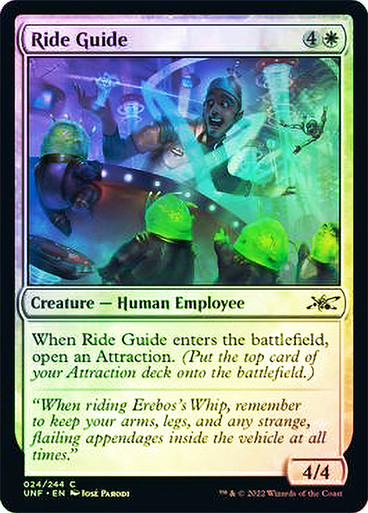 Ride Guide 4
Creature — Human Employee
When Ride Guide enters the battlefield,
open an Attraction. (Put the top card of
your Attraction deck onto the battlefield.)
“When riding Erebos’s Whip, remember
to keep your arms, legs, and any strange,
flailing appendages inside the vehicle at all
times.”
4/4
024/244 C
UNF • EN José Parodi
™ & © 2022 Wizards of the Coast